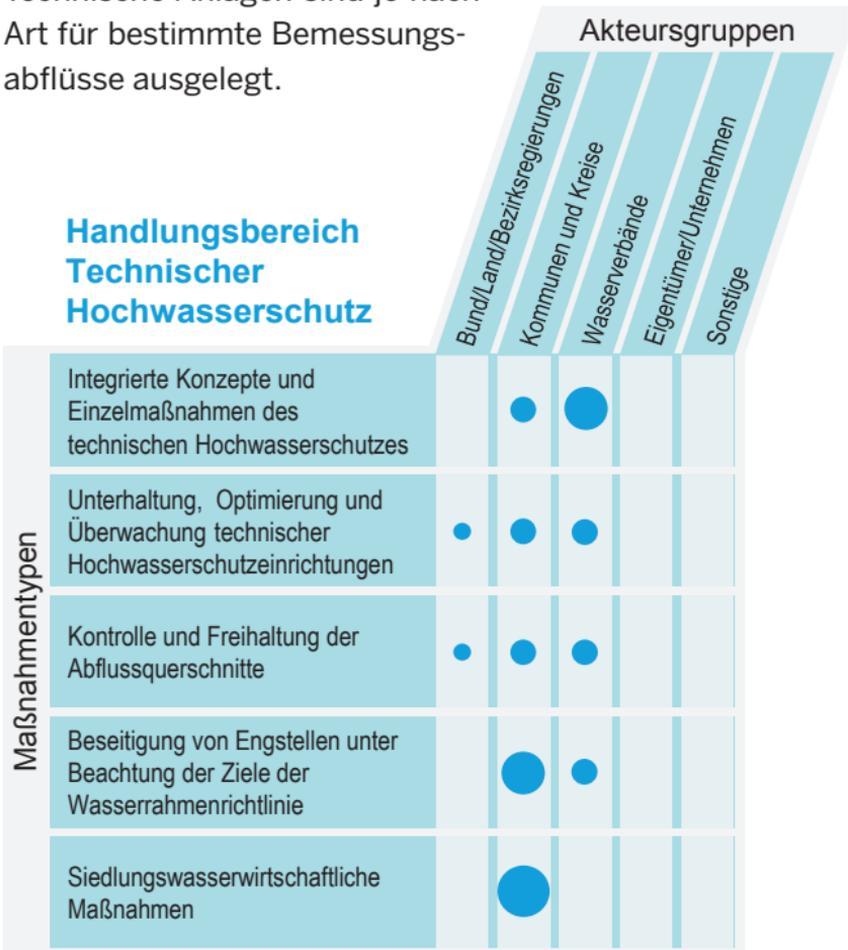 Art für bestimmte Bemessungs-
abflüsse ausgelegt.
Akteursgruppen
Bund/Land/Bezirksregierungen
Kommunen und Kreise
Wasserverbände
Eigentümer/Unternehmen
Sonstige
Handlungsbereich
Technischer
Hochwasserschutz
Maßnahmentypen
Integrierte Konzepte und
Einzelmaßnahmen des
technischen Hochwasserschutzes
Unterhaltung, Optimierung und
Überwachung technischer
Hochwasserschutzeinrichtungen
Kontrolle und Freihaltung der
Abflussquerschnitte
Beseitigung von Engstellen unter
Beachtung der Ziele der
Wasserrahmenrichtlinie
Siedlungswasserwirtschaftliche
Maßnahmen